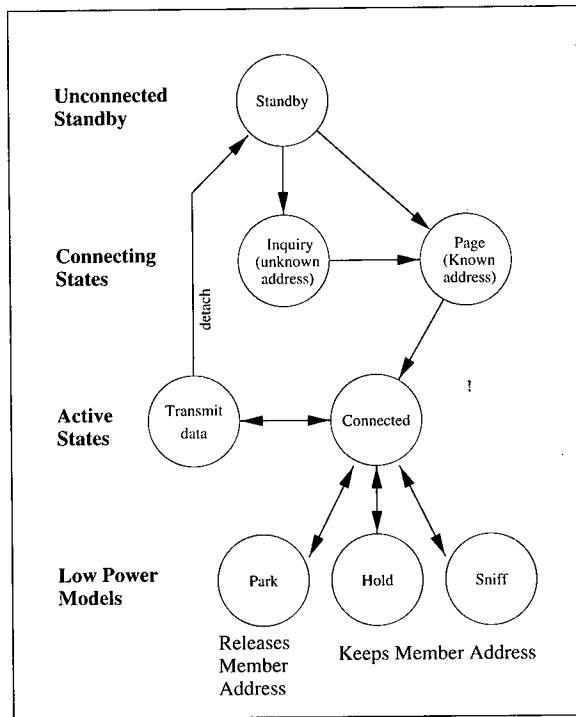 Unconnected
Standby
Standby
Connecting
States
Inquiry
(unknown
address)
Page
(Known
address)
detach
Active
States
Transmit
data
Connected
Low Power
Models
Park
Hold
Sniff
Releases
Member
Address
Keeps Member Address